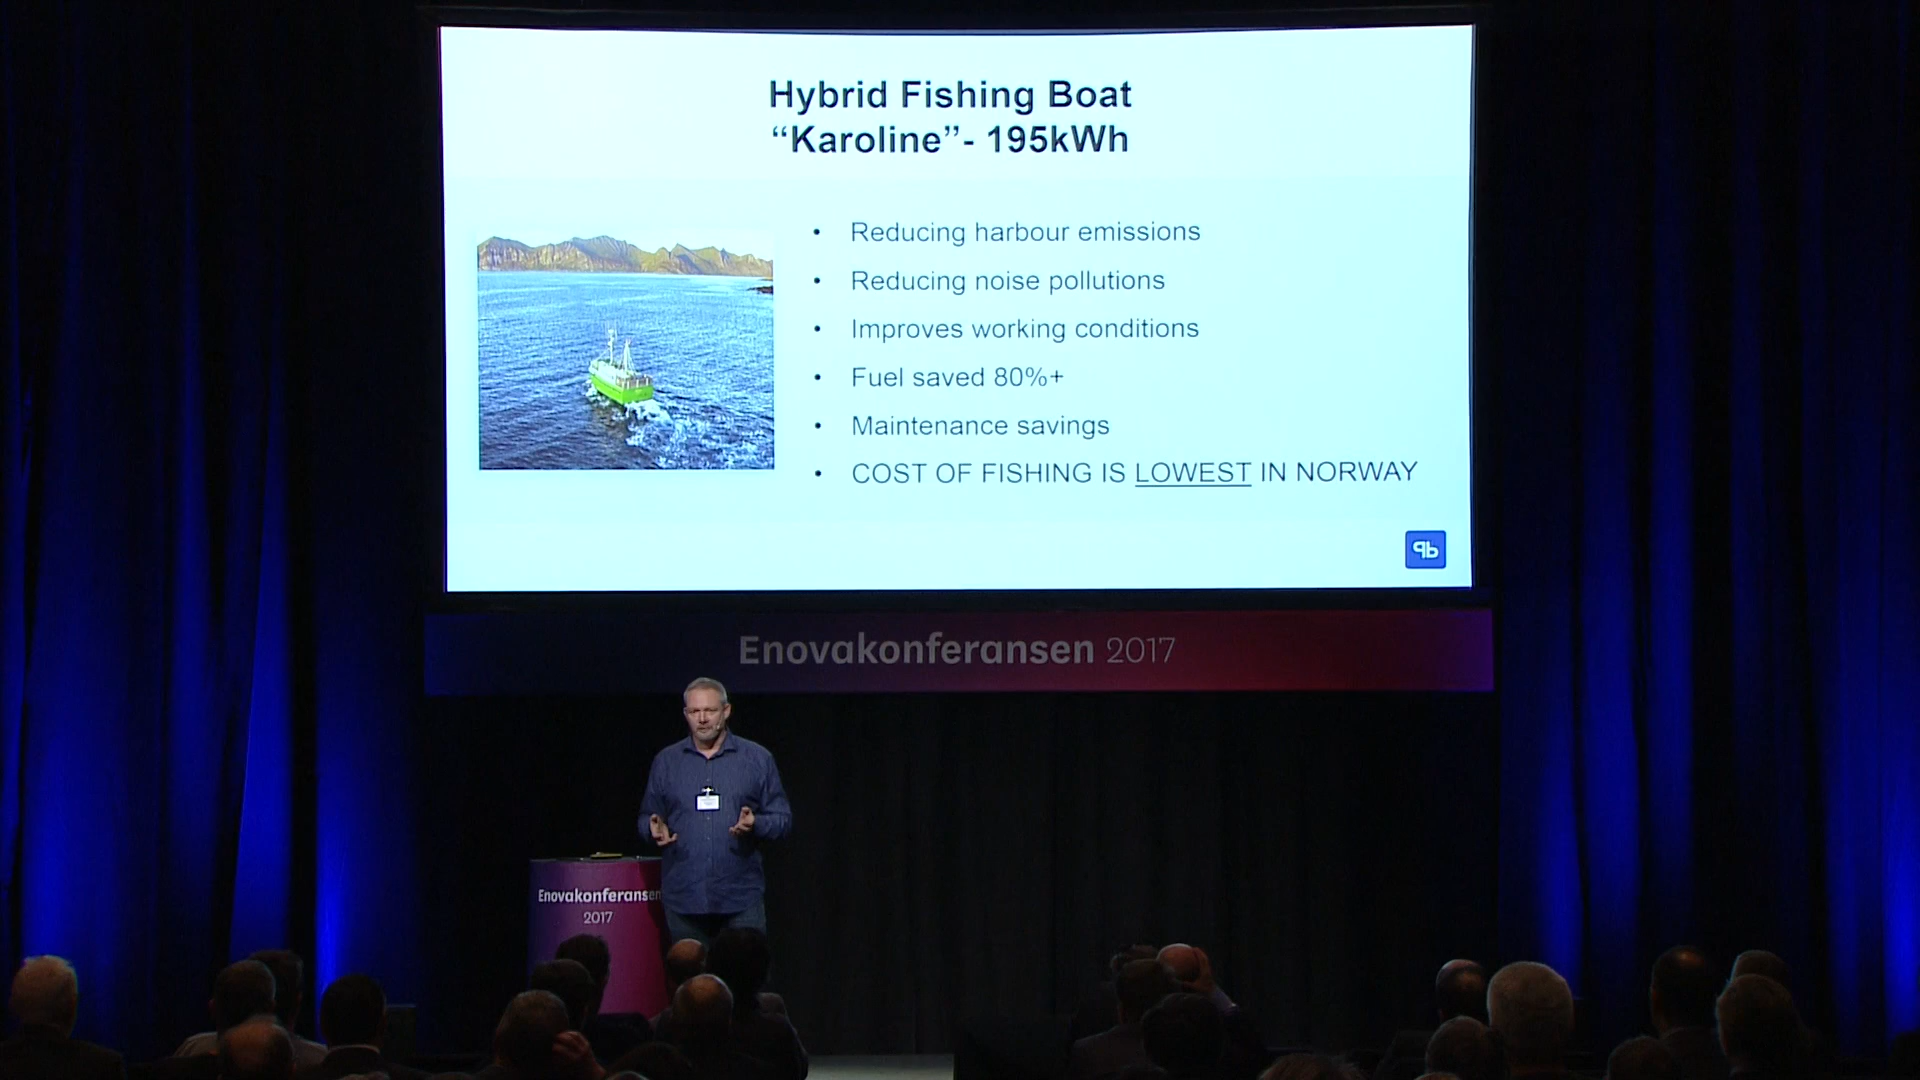 Hybrid Fishing Boat
“Karoline”- 195kWh
• Reducing harbour emissions
• Reducing noise pollutions
• Improves working conditions
• Fuel saved 80%+
• Maintenance savings
• COST OF FISHING IS LOWEST IN NORWAY
Enovakonferansen 2017
Enovakonferansen
2017